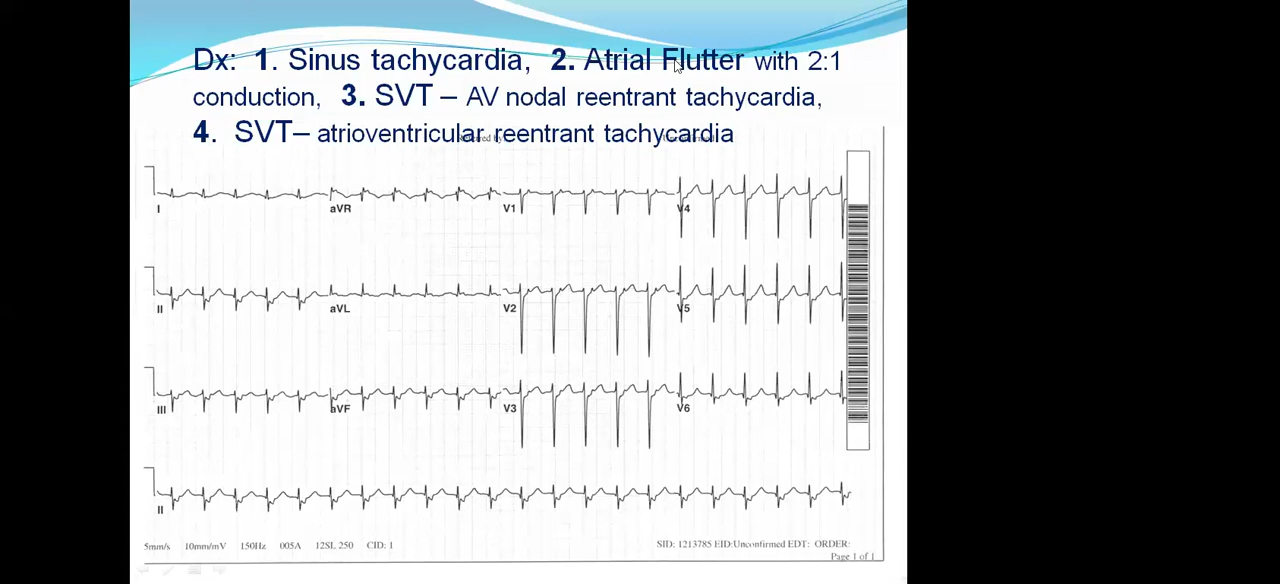 Dx: 1. Sinus tachycardia, 2. Atrial Flutter with 2:1
conduction, 3. SVT – AV nodal reentrant tachycardia,
4. SVT– atrioventricular reentrant tachycardia
I aVR V1 V4
II aVL V2 V5
III aVF V3 V6
II
5mm/s 10mm/mV 150Hz 005A 12SL 250 CID: 1 SID: 1213785 EID:Unconfirmed EDT: ORDER:
Page 1 of 1